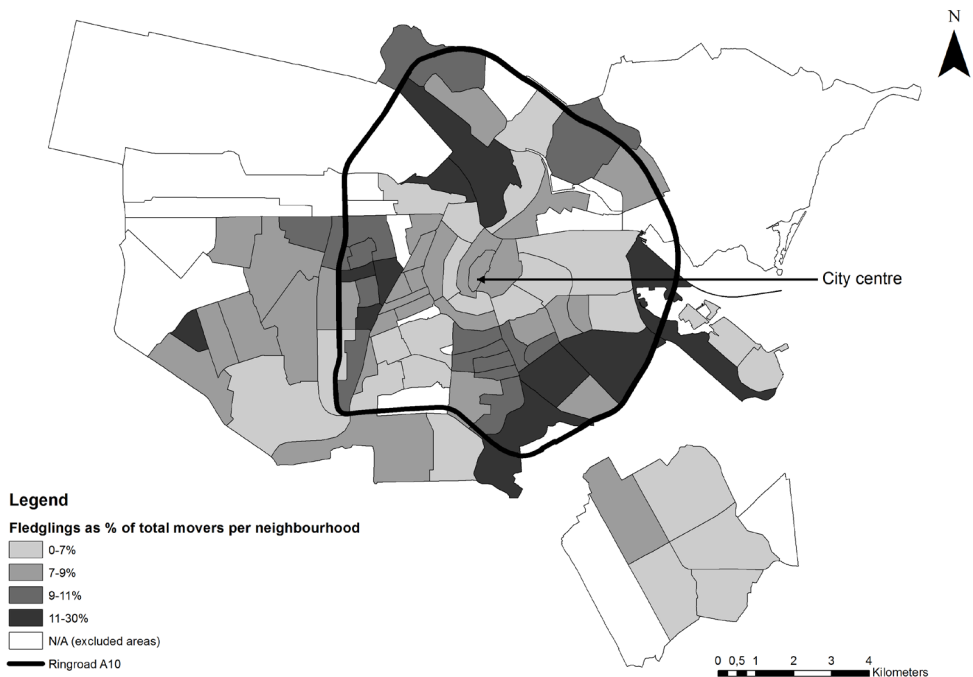 N
City centre
Legend
Fledglings as % of total movers per neighbourhood
0-7%
7-9%
9-11%
11-30%
N/A (excluded areas)
Ringroad A10
0 0,5 1 2 3 4
Kilometers